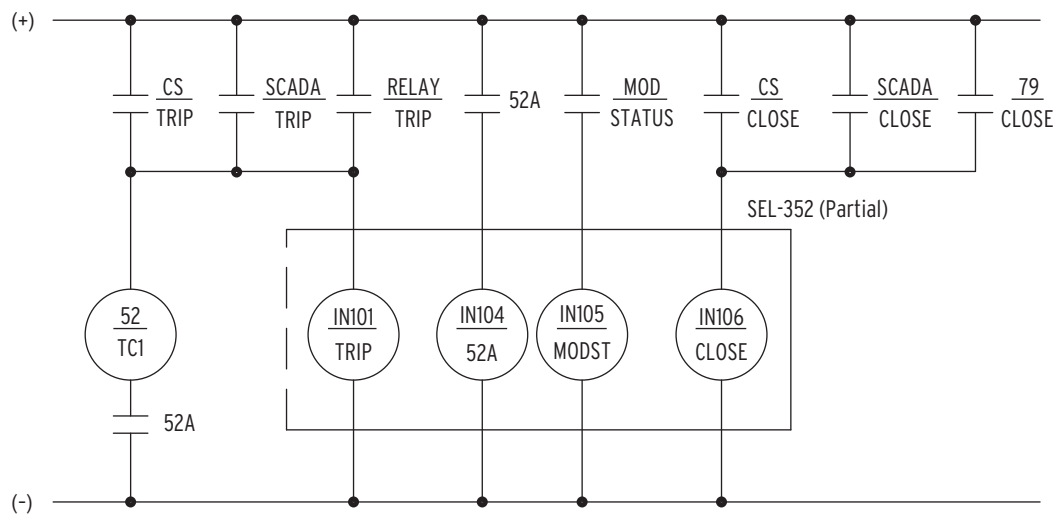 (+)
CS
TRIP
SCADA
TRIP
RELAY
TRIP
52A
MOD
STATUS
CS
CLOSE
SCADA
CLOSE
79
CLOSE
SEL-352 (Partial)
52
TC1
IN101
TRIP
IN104
52A
IN105
MODST
IN106
CLOSE
52A
(-)